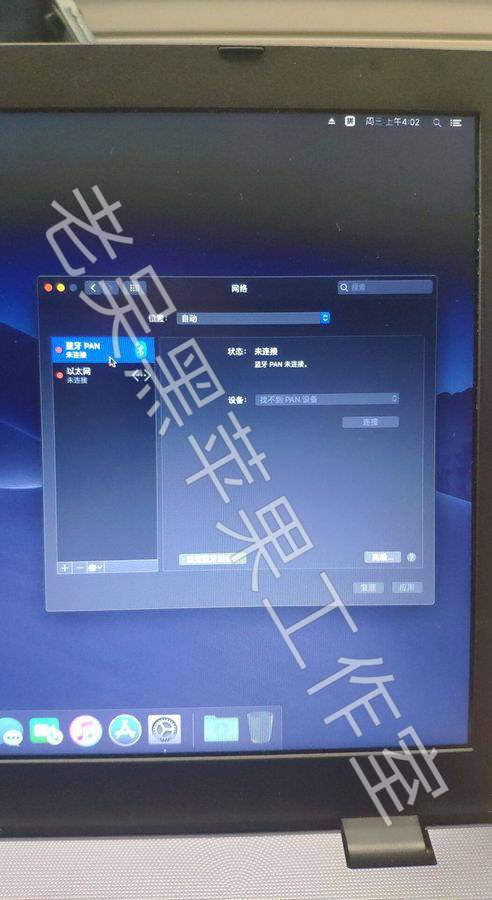 拼 周三 上午4:02
网络
搜索
位置: 自动
蓝牙 PAN
未连接
以太网
未连接
状态: 未连接
蓝牙 PAN 未连接。
设备: 找不到 PAN 设备
连接
高级...
?
复原 应用
老吴黑苹果工作室